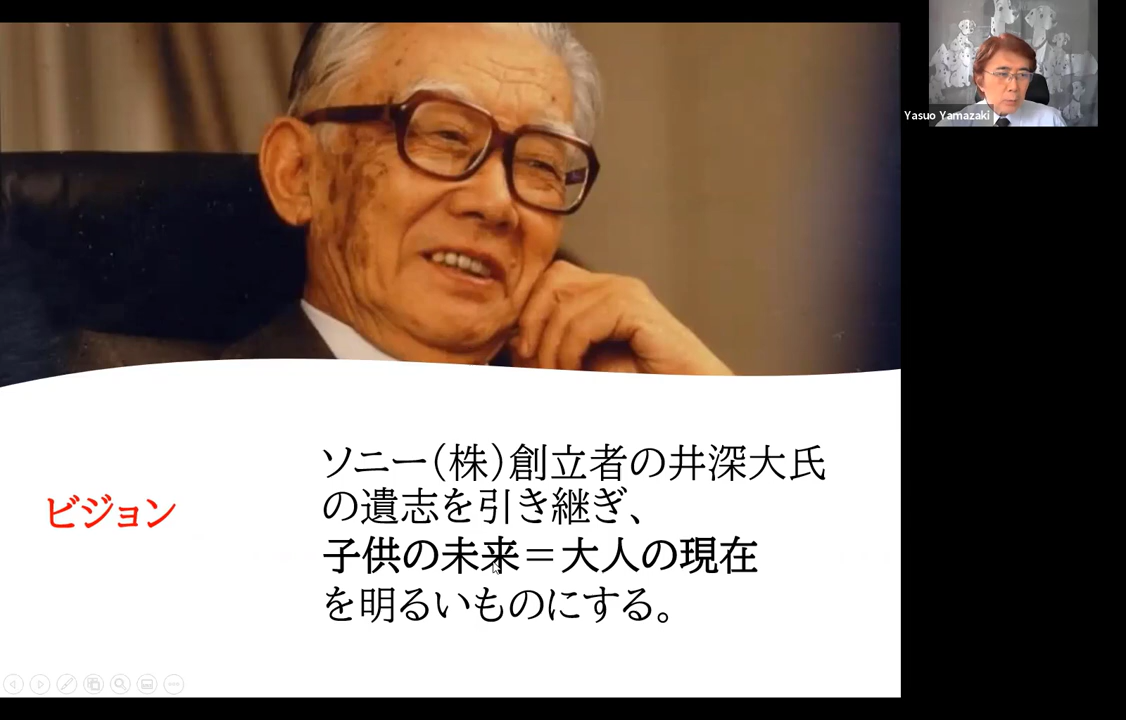 Yasuo Yamazaki
ソニー（株）創立者の井深大氏
の遺志を引き継ぎ、
ビジョン
子供の未来＝大人の現在
を明るいものにする。